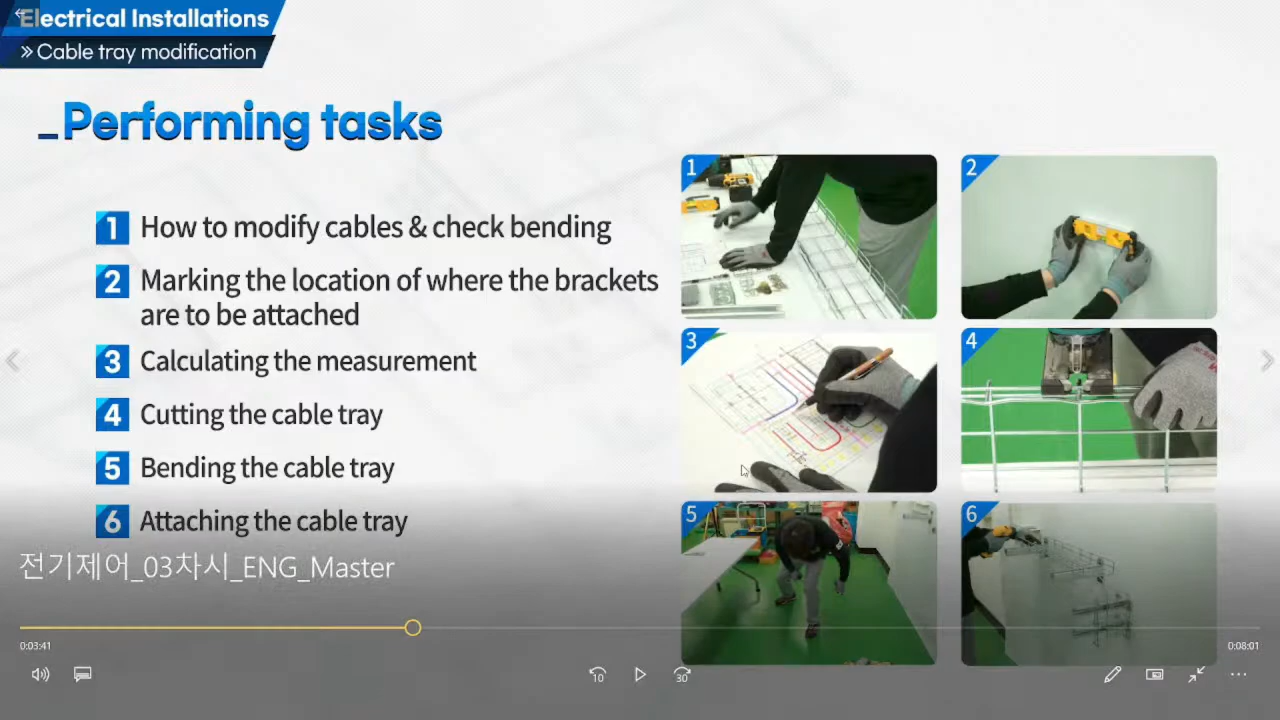 Electrical Installations
» Cable tray modification
Performing tasks
1 How to modify cables & check bending
2 Marking the location of where the brackets
are to be attached
3 Calculating the measurement
4 Cutting the cable tray
5 Bending the cable tray
6 Attaching the cable tray
1
2
3
4
5
6
전기제어_03차시_ENG_Master
0:03:41
0:08:01
10
30